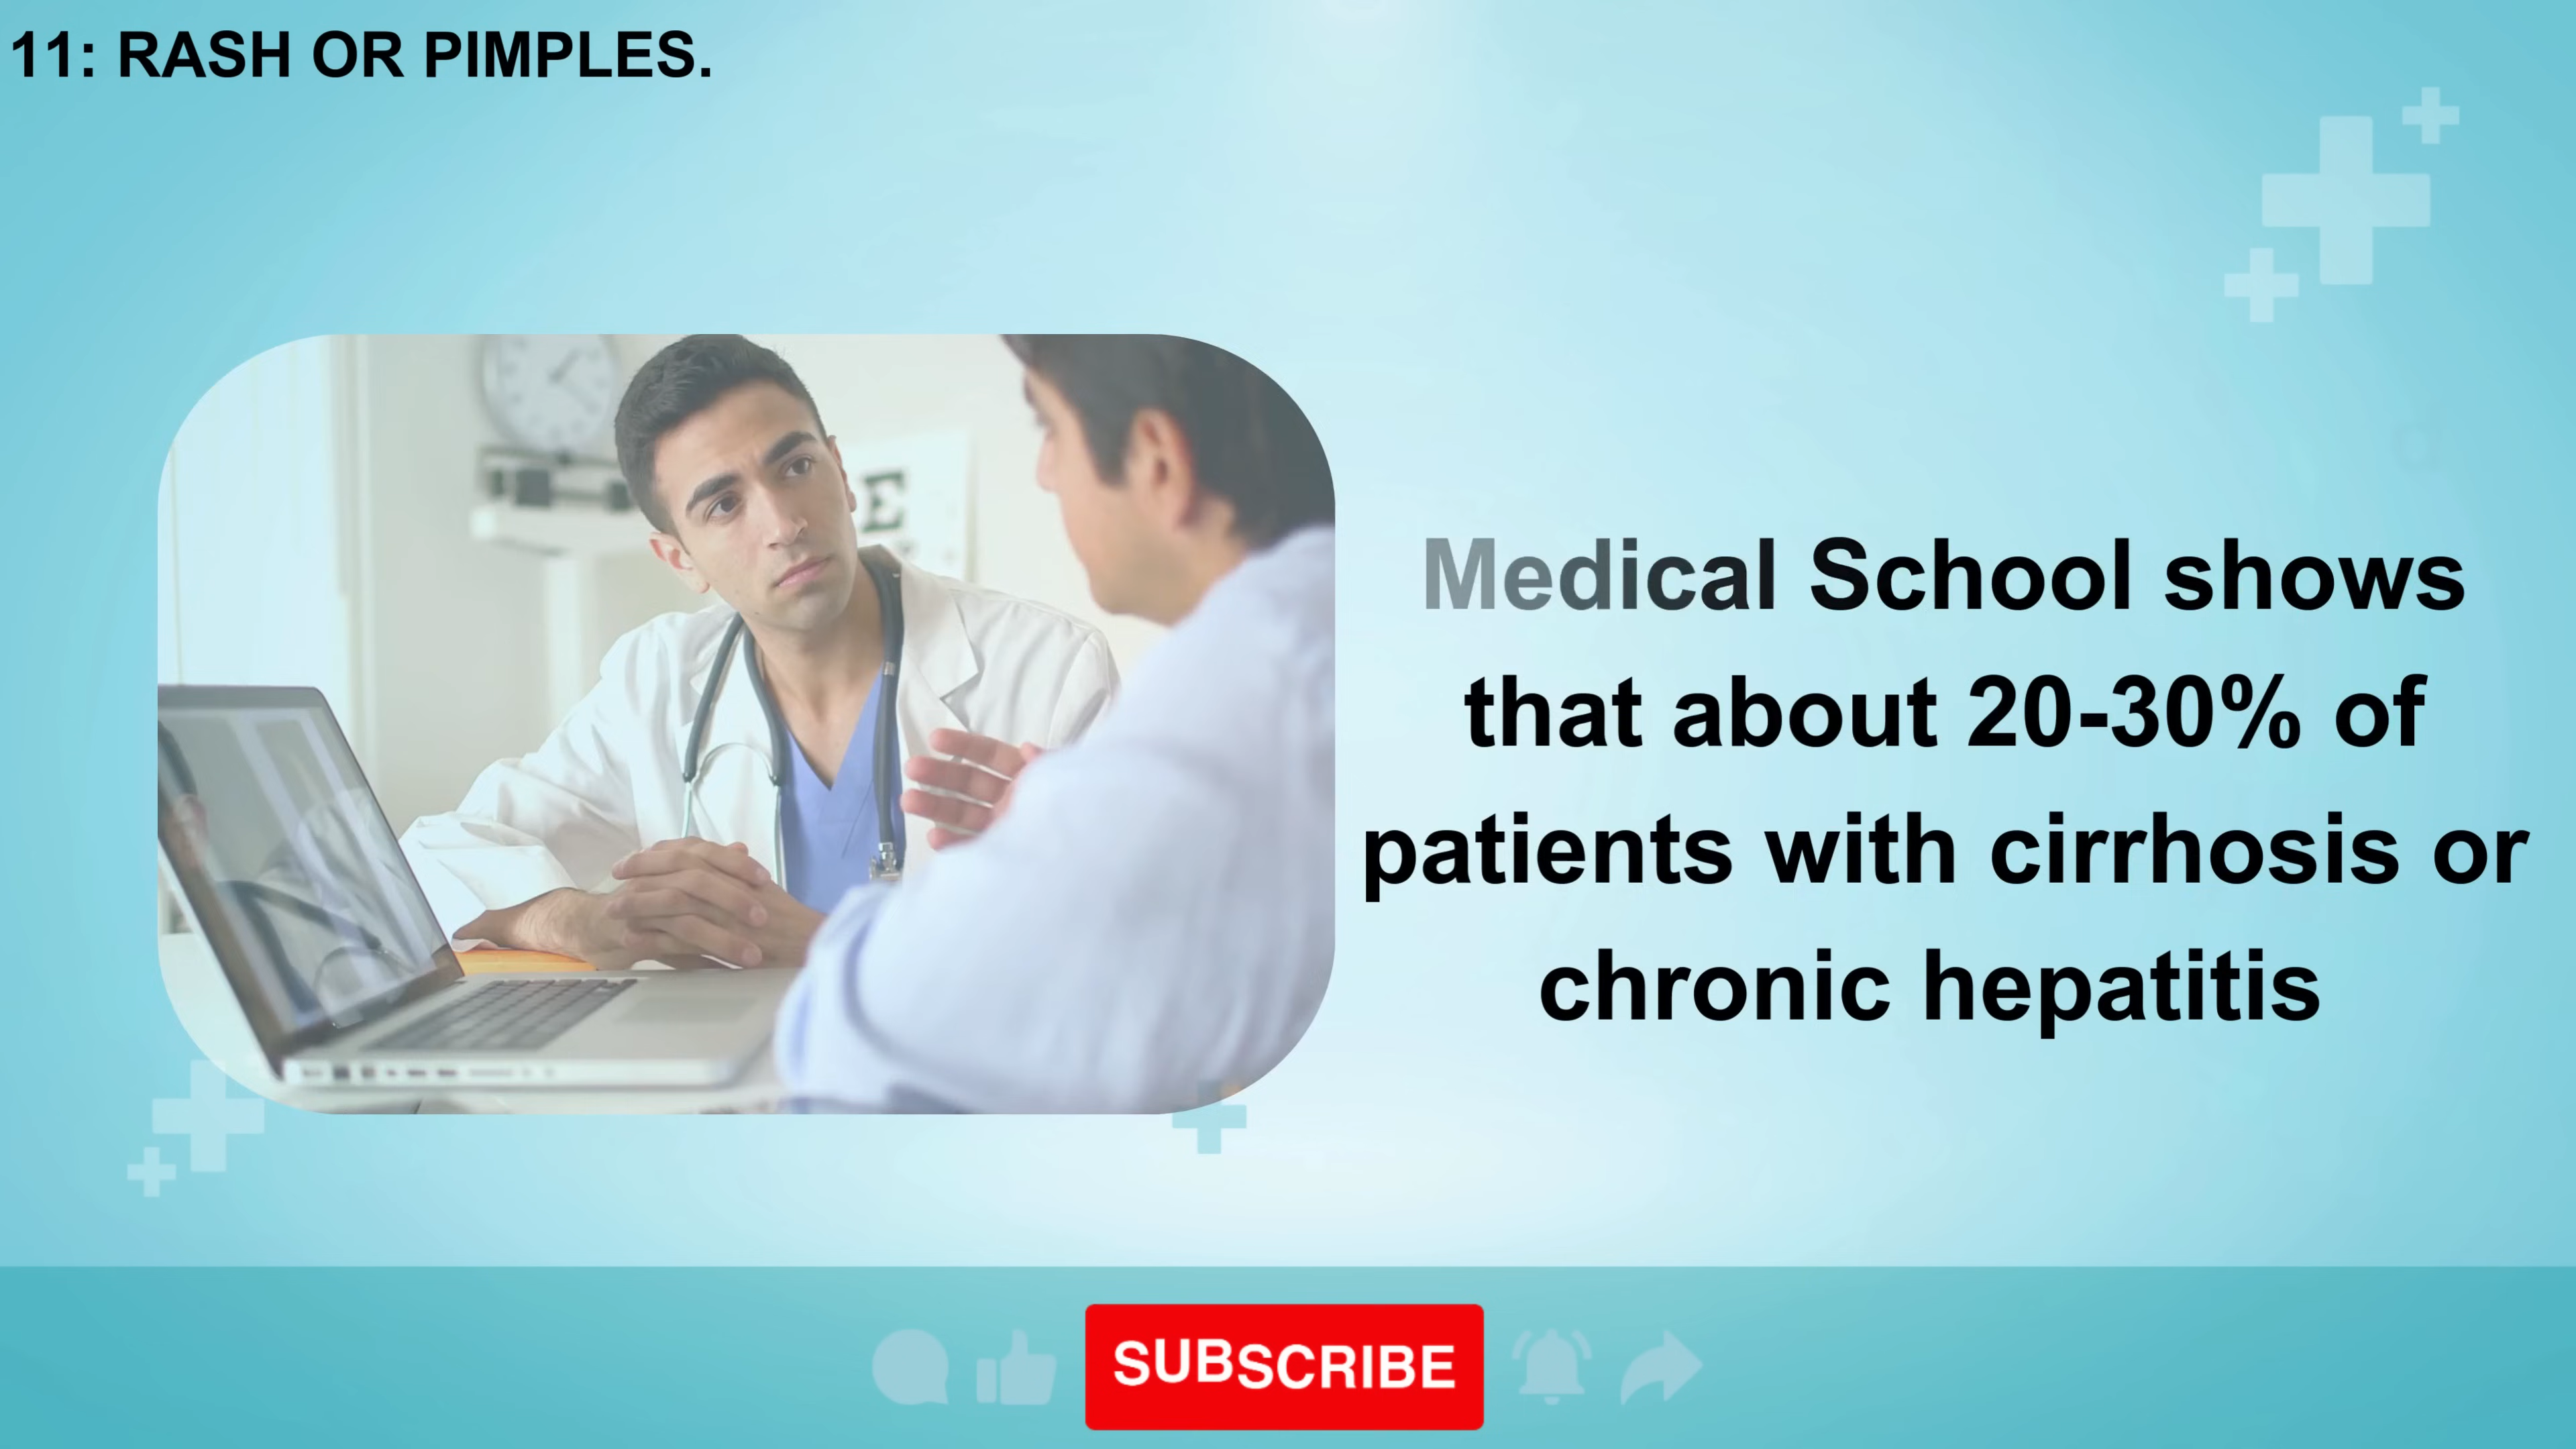 11: RASH OR PIMPLES.
E
Medical School shows
that about 20-30% of
patients with cirrhosis or
chronic hepatitis
SUBSCRIBE